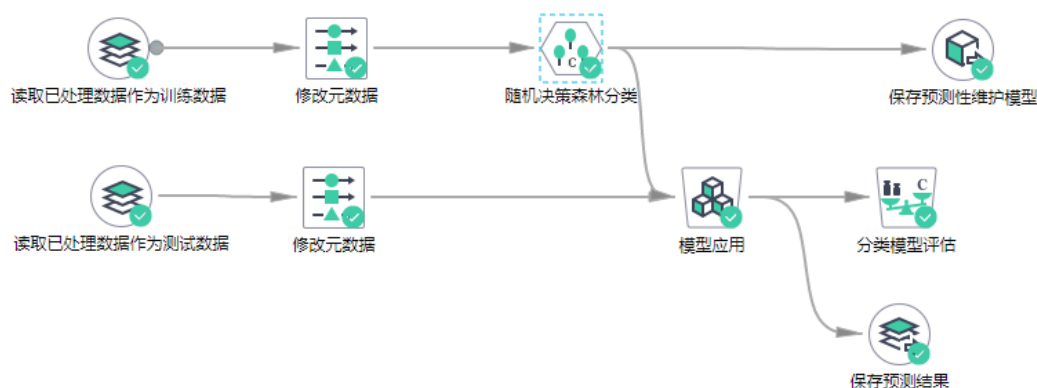 读取已处理数据作为训练数据
修改元数据
C
随机决策森林分类
保存预测性维护模型
读取已处理数据作为测试数据
修改元数据
模型应用
C
分类模型评估
保存预测结果